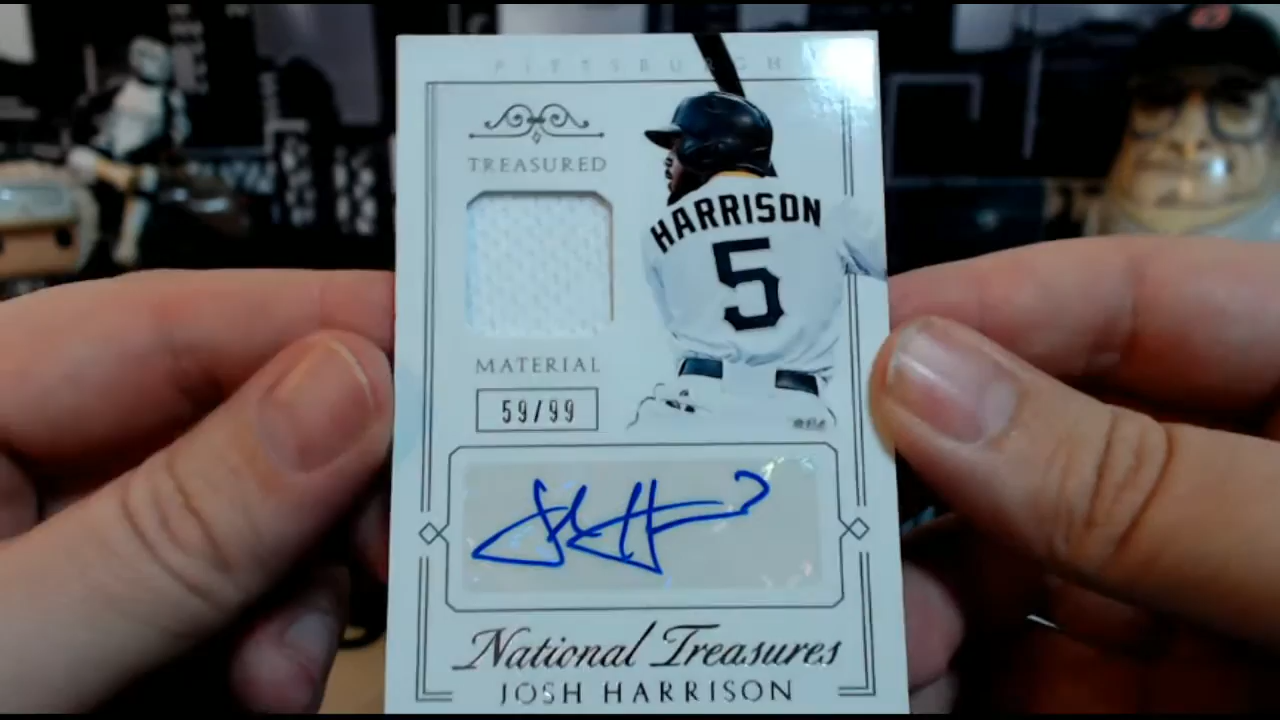 PITTSBURGH
TREASURED
HARRISON
5
MATERIAL
59/99
National Treasures
JOSH HARRISON